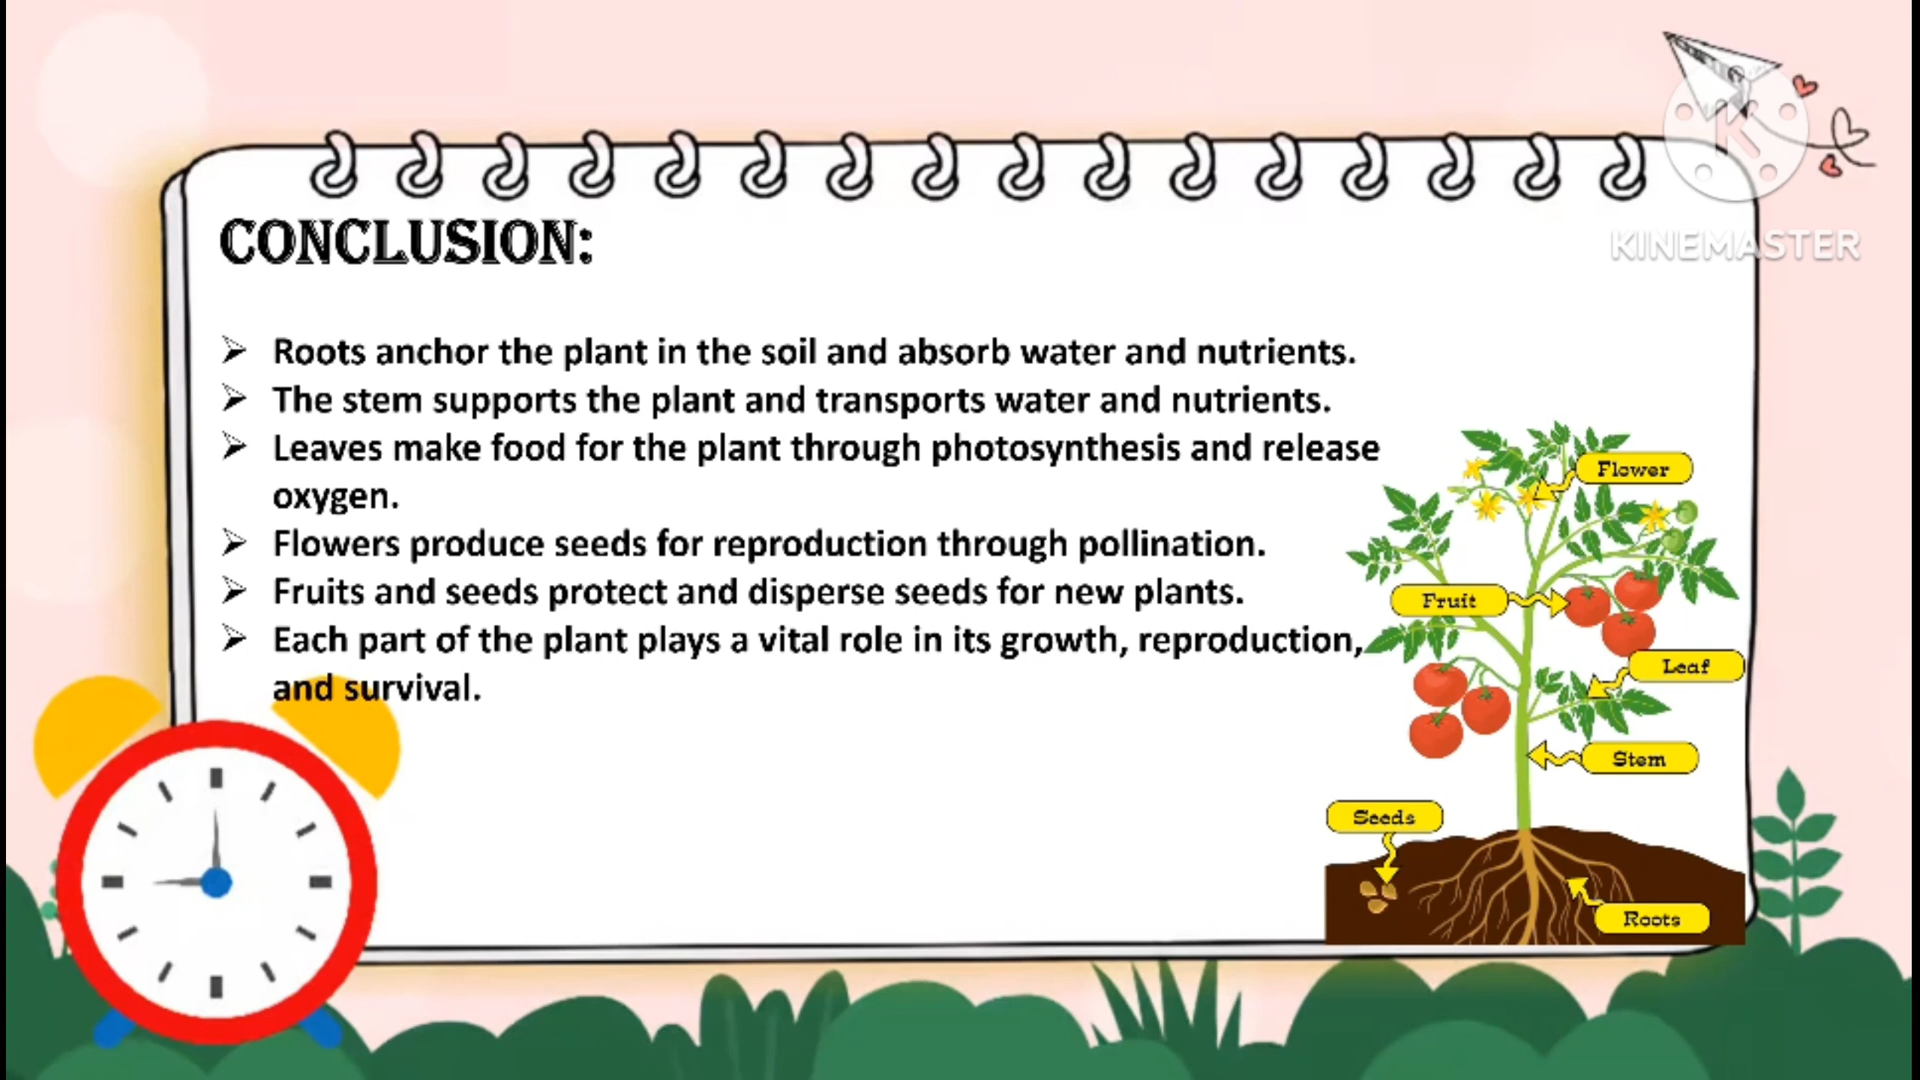 KINEMASTER
CONCLUSION:
➢ Roots anchor the plant in the soil and absorb water and nutrients.
➢ The stem supports the plant and transports water and nutrients.
➢ Leaves make food for the plant through photosynthesis and release
oxygen.
➢ Flowers produce seeds for reproduction through pollination.
➢ Fruits and seeds protect and disperse seeds for new plants.
➢ Each part of the plant plays a vital role in its growth, reproduction,
and survival.
Flower
Fruit
Leaf
Stem
Seeds
Roots